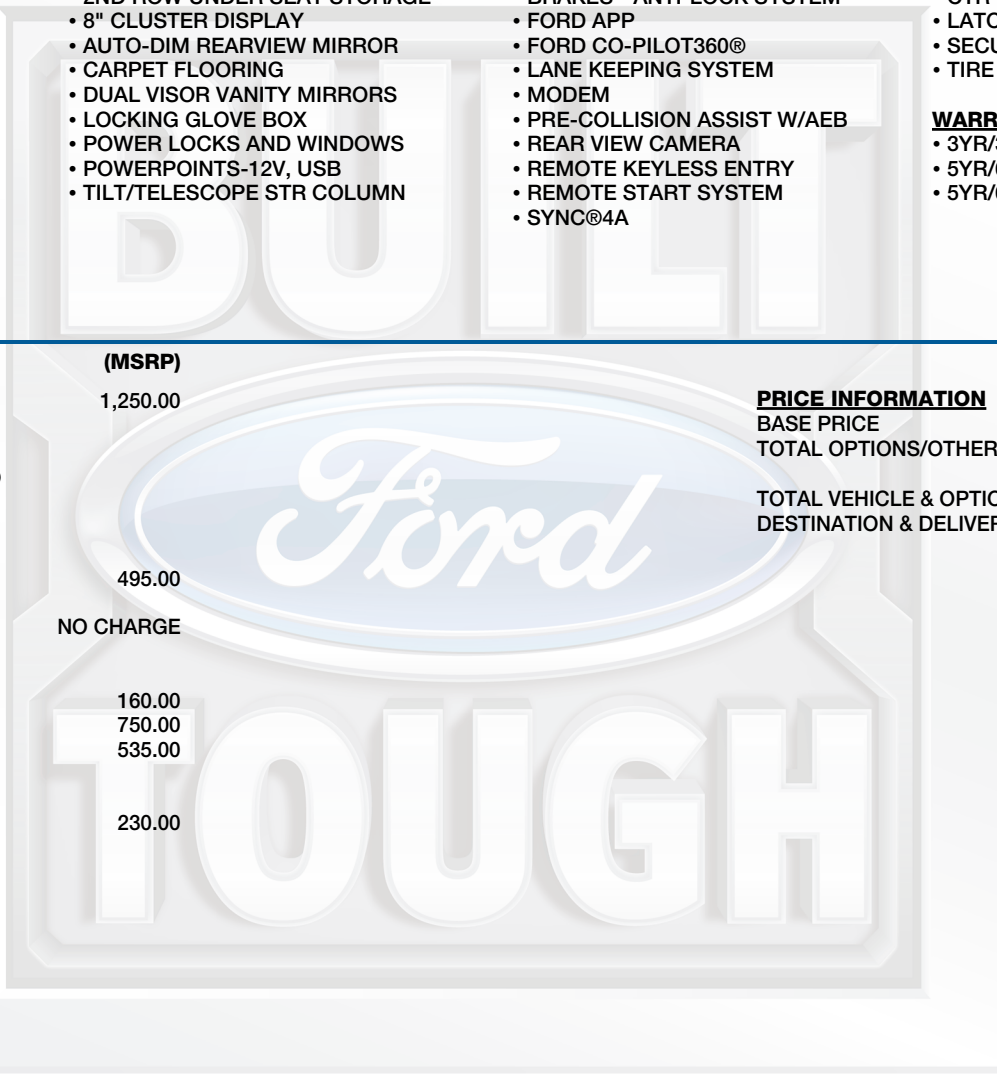 • 8" CLUSTER DISPLAY
• AUTO-DIM REARVIEW MIRROR
• CARPET FLOORING
• DUAL VISOR VANITY MIRRORS
• LOCKING GLOVE BOX
• POWER LOCKS AND WINDOWS
• POWERPOINTS-12V, USB
• TILT/TELESCOPE STR COLUMN
• FORD APP
• FORD CO-PILOT360®
• LANE KEEPING SYSTEM
• MODEM
• PRE-COLLISION ASSIST W/AEB
• REAR VIEW CAMERA
• REMOTE KEYLESS ENTRY
• REMOTE START SYSTEM
• SYNC®4A
• TIRE
• 3YR/
• 5YR/
• 5YR/
BUILT
Ford
TOUGH
(MSRP)
1,250.00
495.00
NO CHARGE
160.00
750.00
535.00
230.00
PRICE INFORMATION
BASE PRICE
TOTAL OPTIONS/OTHER
TOTAL VEHICLE &
DESTINATION &